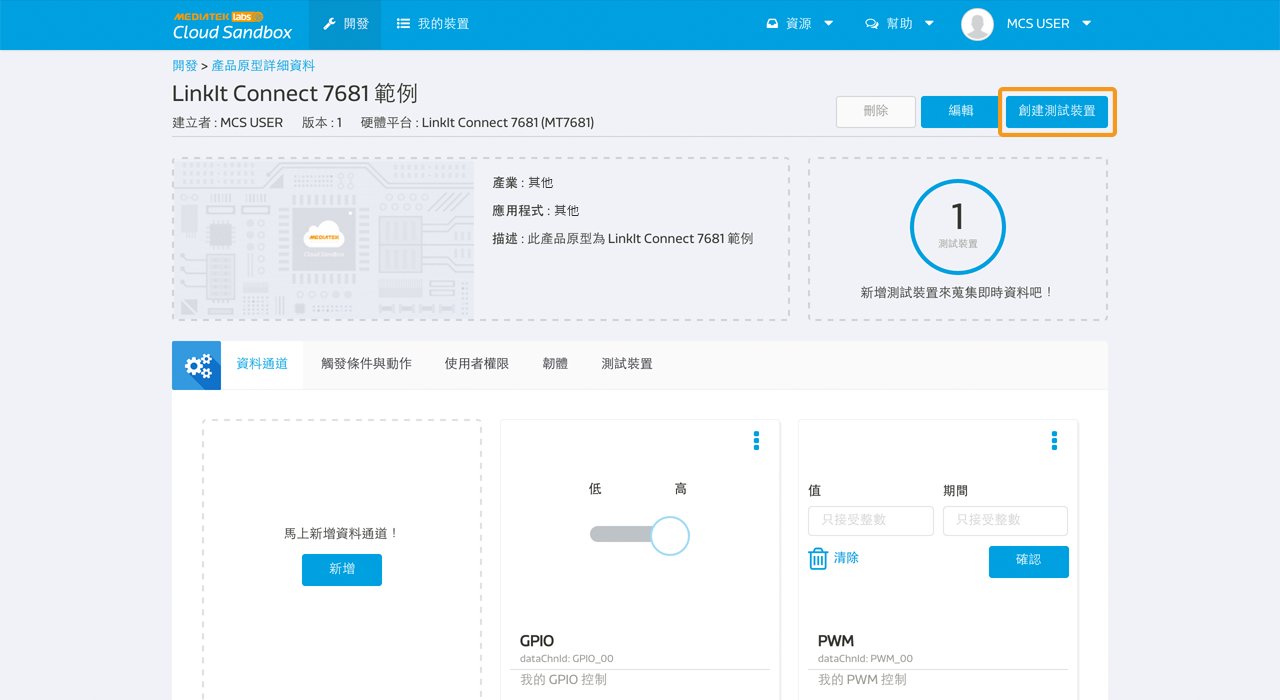 MEDIATEK labs
Cloud Sandbox
開發
我的裝置
資源
幫助
MCS USER
開發 > 產品原型詳細資料
LinkIt Connect 7681 範例
建立者 : MCS USER 版本 : 1 硬體平台 : LinkIt Connect 7681 (MT7681)
刪除
編輯
創建測試裝置
MEDIATEK
Cloud Sandbox
產業 : 其他
應用程式 : 其他
描述 : 此產品原型為 LinkIt Connect 7681 範例
1
測試裝置
新增測試裝置來蒐集即時資料吧！
資料通道
觸發條件與動作
使用者權限
韌體
測試裝置
馬上新增資料通道！
新增
低 高
GPIO
dataChnId: GPIO_00
我的 GPIO 控制
值 期間
只接受整數 只接受整數
清除
確認
PWM
dataChnId: PWM_00
我的 PWM 控制